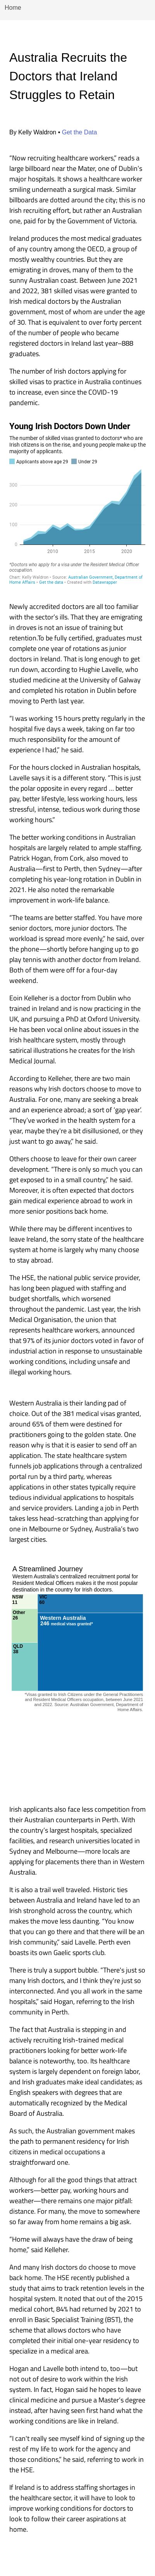 Home
Australia Recruits the
Doctors that Ireland
Struggles to Retain
By Kelly Waldron • Get the Data
"Now recruiting healthcare workers," reads a
large billboard near the Mater, one of Dublin's
major hospitals. It shows a healthcare worker
smiling underneath a surgical mask. Similar
billboards are dotted around the city; this is no
Irish recruiting effort, but rather an Australian
one, paid for by the Government of Victoria.
Ireland produces the most medical graduates
of any country among the OECD, a group of
mostly wealthy countries. But they are
emigrating in droves, many of them to the
sunny Australian coast. Between June 2021
and 2022, 381 skilled visas were granted to
Irish medical doctors by the Australian
government, most of whom are under the age
of 30. That is equivalent to over forty percent
of the number of people who became
registered doctors in Ireland last year–888
graduates.
The number of Irish doctors applying for
skilled visas to practice in Australia continues
to increase, even since the COVID-19
pandemic.
Young Irish Doctors Down Under
The number of skilled visas granted to doctors* who are
Irish citizens is on the rise, and young people make up the
majority of applicants.
Applicants above age 29 Under 29
300
200
100
0
2010 2015 2020
*Doctors who apply for a visa under the Resident Medical Officer
occupation.
Chart: Kelly Waldron • Source: Australian Government, Department of
Home Affairs • Get the data • Created with Datawrapper
Newly accredited doctors are all too familiar
with the sector's ills. That they are emigrating
in droves is not an issue of training but
retention.To be fully certified, graduates must
complete one year of rotations as junior
doctors in Ireland. That is long enough to get
worn down, according to Hughie Lavelle, who
studied medicine at the University of Galway
and completed his rotation in Dublin before
moving to Perth last year.
"I was working 15 hours pretty regularly in the
hospital five days a week, taking on far too
much responsibility for the amount of
experience I had," he said.
For the hours clocked in Australian hospitals,
Lavelle says it is a different story. "This is just
the polar opposite in every regard … better
pay, better lifestyle, less working hours, less
stressful, intense, tedious work during those
working hours."
The better working conditions in Australian
hospitals are largely related to ample staffing.
Patrick Hogan, from Cork, also moved to
Australia—first to Perth, then Sydney—after
completing his year-long rotation in Dublin in
2021. He also noted the remarkable
improvement in work-life balance.
"The teams are better staffed. You have more
senior doctors, more junior doctors. The
workload is spread more evenly," he said, over
the phone—shortly before hanging up to go
play tennis with another doctor from Ireland.
Both of them were off for a four-day
weekend.
Eoin Kelleher is a doctor from Dublin who
trained in Ireland and is now practicing in the
UK, and pursuing a PhD at Oxford University.
He has been vocal online about issues in the
Irish healthcare system, mostly through
satirical illustrations he creates for the Irish
Medical Journal.
According to Kelleher, there are two main
reasons why Irish doctors choose to move to
Australia. For one, many are seeking a break
and an experience abroad; a sort of 'gap year'.
"They've worked in the health system for a
year, maybe they're a bit disillusioned, or they
just want to go away," he said.
Others choose to leave for their own career
development. "There is only so much you can
get exposed to in a small country," he said.
Moreover, it is often expected that doctors
gain medical experience abroad to work in
more senior positions back home.
While there may be different incentives to
leave Ireland, the sorry state of the healthcare
system at home is largely why many choose
to stay abroad.
The HSE, the national public service provider,
has long been plagued with staffing and
budget shortfalls, which worsened
throughout the pandemic. Last year, the Irish
Medical Organisation, the union that
represents healthcare workers, announced
that 97% of its junior doctors voted in favor of
industrial action in response to unsustainable
working conditions, including unsafe and
illegal working hours.
Western Australia is their landing pad of
choice. Out of the 381 medical visas granted,
around 65% of them were destined for
practitioners going to the golden state. One
reason why is that it is easier to send off an
application. The state healthcare system
funnels job applications through a centralized
portal run by a third party, whereas
applications in other states typically require
tedious individual applications to hospitals
and service providers. Landing a job in Perth
takes less head-scratching than applying for
one in Melbourne or Sydney, Australia's two
largest cities.
A Streamlined Journey
Western Australia's centralized recruitment portal for
Resident Medical Officers makes it the most popular
destination in the country for Irish doctors.
NSW
11
VIC
Other
26
Western Australia
246 medical visas granted*
QLD
*Visas granted to Irish Citizens under the General Practitioners
and Resident Medical Officers occupation, between June 2021
and 2022. Source: Australian Government, Department of
Home Affairs.
Irish applicants also face less competition from
their Australian counterparts in Perth. With
the country's largest hospitals, specialized
facilities, and research universities located in
Sydney and Melbourne—more locals are
applying for placements there than in Western
Australia.
It is also a trail well traveled. Historic ties
between Australia and Ireland have led to an
Irish stronghold across the country, which
makes the move less daunting. "You know
that you can go there and that there will be an
Irish community," said Lavelle. Perth even
boasts its own Gaelic sports club.
There is truly a support bubble. "There's just so
many Irish doctors, and I think they're just so
interconnected. And you all work in the same
hospitals," said Hogan, referring to the Irish
community in Perth.
The fact that Australia is stepping in and
actively recruiting Irish-trained medical
practitioners looking for better work-life
balance is noteworthy, too. Its healthcare
system is largely dependent on foreign labor,
and Irish graduates make ideal candidates; as
English speakers with degrees that are
automatically recognized by the Medical
Board of Australia.
As such, the Australian government makes
the path to permanent residency for Irish
citizens in medical occupations a
straightforward one.
Although for all the good things that attract
workers—better pay, working hours and
weather—there remains one major pitfall:
distance. For many, the move to somewhere
so far away from home remains a big ask.
"Home will always have the draw of being
home," said Kelleher.
And many Irish doctors do choose to move
back home. The HSE recently published a
study that aims to track retention levels in the
hospital system. It noted that out of the 2015
medical cohort, 84% had returned by 2021 to
enroll in Basic Specialist Training (BST), the
scheme that allows doctors who have
completed their initial one-year residency to
specialize in a medical area.
Hogan and Lavelle both intend to, too—but
not out of desire to work within the Irish
system. In fact, Hogan said he hopes to leave
clinical medicine and pursue a Master's degree
instead, after having seen first hand what the
working conditions are like in Ireland.
"I can't really see myself kind of signing up the
rest of my life to work for the agency and
those conditions," he said, referring to work in
the HSE.
If Ireland is to address staffing shortages in
the healthcare sector, it will have to look to
improve working conditions for doctors to
look to follow their career aspirations at
home.